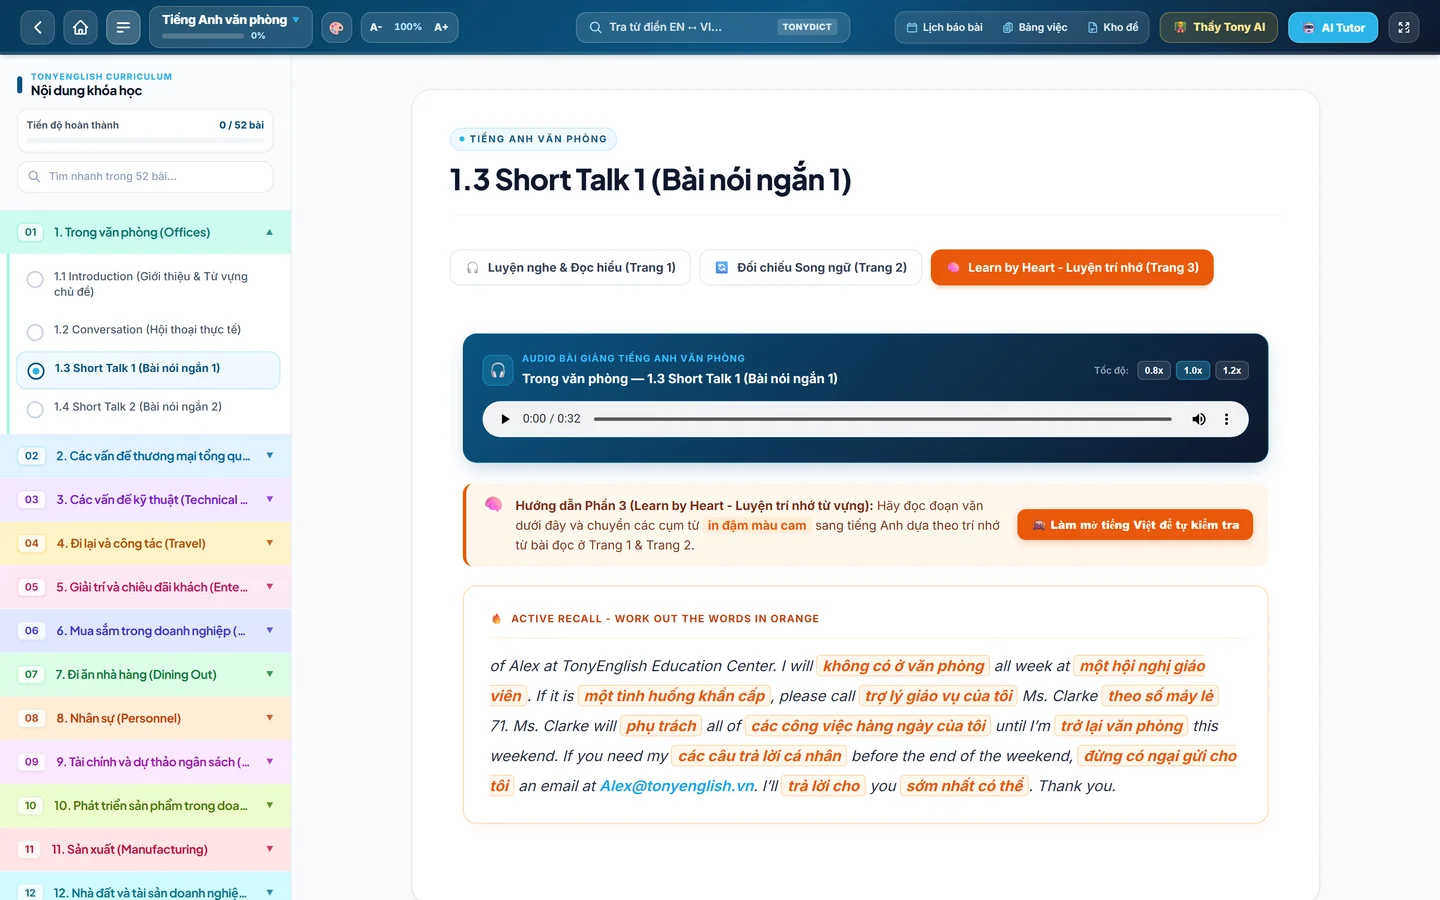 Tiếng Anh văn phòng ▼
0%
A- 100% A+
Tra từ điển EN ↔ VI... TONYDICT
Lịch báo bài
Bảng việc
Kho đề
Thầy Tony AI
AI Tutor
TONYENGLISH CURRICULUM
Nội dung khóa học
Tiến độ hoàn thành 0 / 52 bài
Tìm nhanh trong 52 bài...
01 1. Trong văn phòng (Offices) ▲
1.1 Introduction (Giới thiệu & Từ vựng
chủ đề)
1.2 Conversation (Hội thoại thực tế)
1.3 Short Talk 1 (Bài nói ngắn 1)
1.4 Short Talk 2 (Bài nói ngắn 2)
02 2. Các vấn đề thương mại tổng qu... ▼
03 3. Các vấn đề kỹ thuật (Technical ... ▼
04 4. Đi lại và công tác (Travel) ▼
05 5. Giải trí và chiêu đãi khách (Ente... ▼
06 6. Mua sắm trong doanh nghiệp (... ▼
07 7. Đi ăn nhà hàng (Dining Out) ▼
08 8. Nhân sự (Personnel) ▼
09 9. Tài chính và dự thảo ngân sách (... ▼
10 10. Phát triển sản phẩm trong doa... ▼
11 11. Sản xuất (Manufacturing) ▼
12 12. Nhà đất và tài sản doanh nghiệ... ▼
TIẾNG ANH VĂN PHÒNG
1.3 Short Talk 1 (Bài nói ngắn 1)
Luyện nghe & Đọc hiểu (Trang 1)
Đối chiếu Song ngữ (Trang 2)
Learn by Heart - Luyện trí nhớ (Trang 3)
AUDIO BÀI GIẢNG TIẾNG ANH VĂN PHÒNG
Trong văn phòng — 1.3 Short Talk 1 (Bài nói ngắn 1)
Tốc độ: 0.8x 1.0x 1.2x
0:00 / 0:32
Hướng dẫn Phần 3 (Learn by Heart - Luyện trí nhớ từ vựng): Hãy đọc đoạn văn
dưới đây và chuyển các cụm từ in đậm màu cam sang tiếng Anh dựa theo trí nhớ
từ bài đọc ở Trang 1 & Trang 2.
Làm mờ tiếng Việt để tự kiểm tra
ACTIVE RECALL - WORK OUT THE WORDS IN ORANGE
of Alex at TonyEnglish Education Center. I will không có ở văn phòng all week at một hội nghị giáo
viên . If it is một tình huống khẩn cấp , please call trợ lý giáo vụ của tôi Ms. Clarke theo số máy lẻ
71. Ms. Clarke will phụ trách all of các công việc hàng ngày của tôi until I'm trở lại văn phòng this
weekend. If you need my các câu trả lời cá nhân before the end of the weekend, đừng có ngại gửi cho
tôi an email at Alex@tonyenglish.vn. I'll trả lời cho you sớm nhất có thể . Thank you.